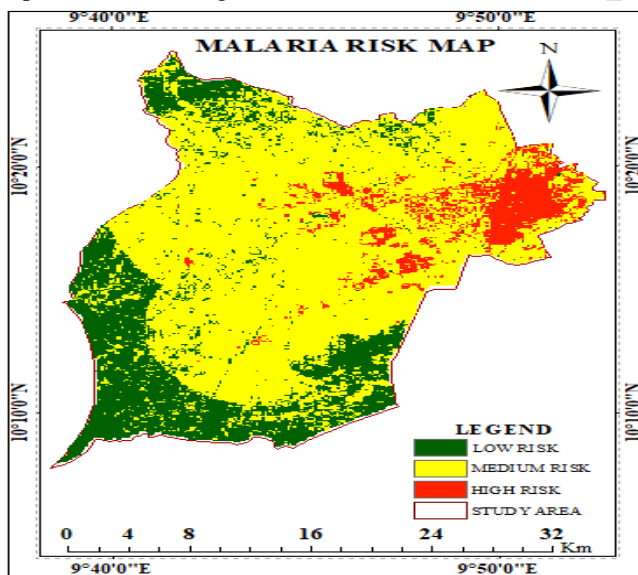 9°40'0"E 9°50'0"E
MALARIA RISK MAP
N
10°20'0"N 10°20'0"N
10°10'0"N 10°10'0"N
LEGEND
LOW RISK
MEDIUM RISK
HIGH RISK
STUDY AREA
0 4 8 16 24 32
Km
9°40'0"E 9°50'0"E